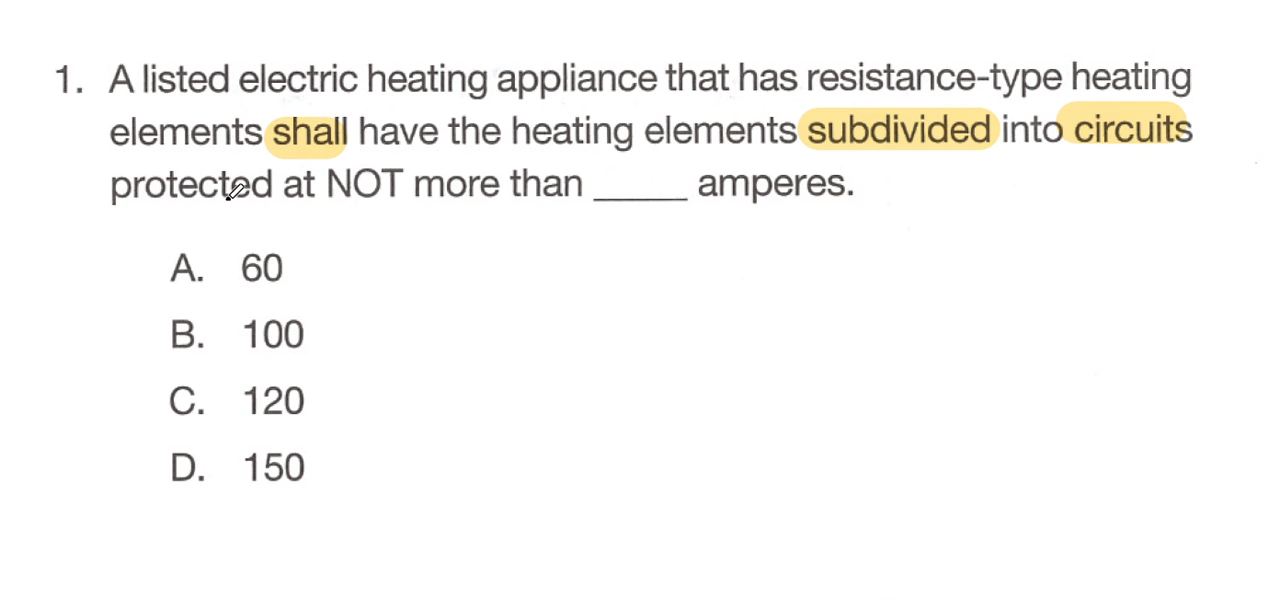 1. A listed electric heating appliance that has resistance-type heating
elements shall have the heating elements subdivided into circuits
protected at NOT more than _____ amperes.
A. 60
B. 100
C. 120
D. 150